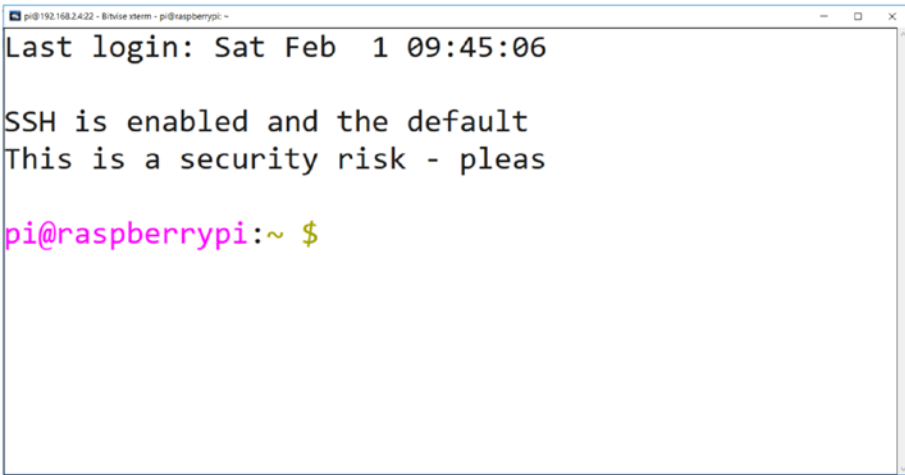 pi@192.168.2.4:22 - Bitvise xterm - pi@raspberrypi: ~
Last login: Sat Feb  1 09:45:06
SSH is enabled and the default
This is a security risk - pleas
pi@raspberrypi:~ $